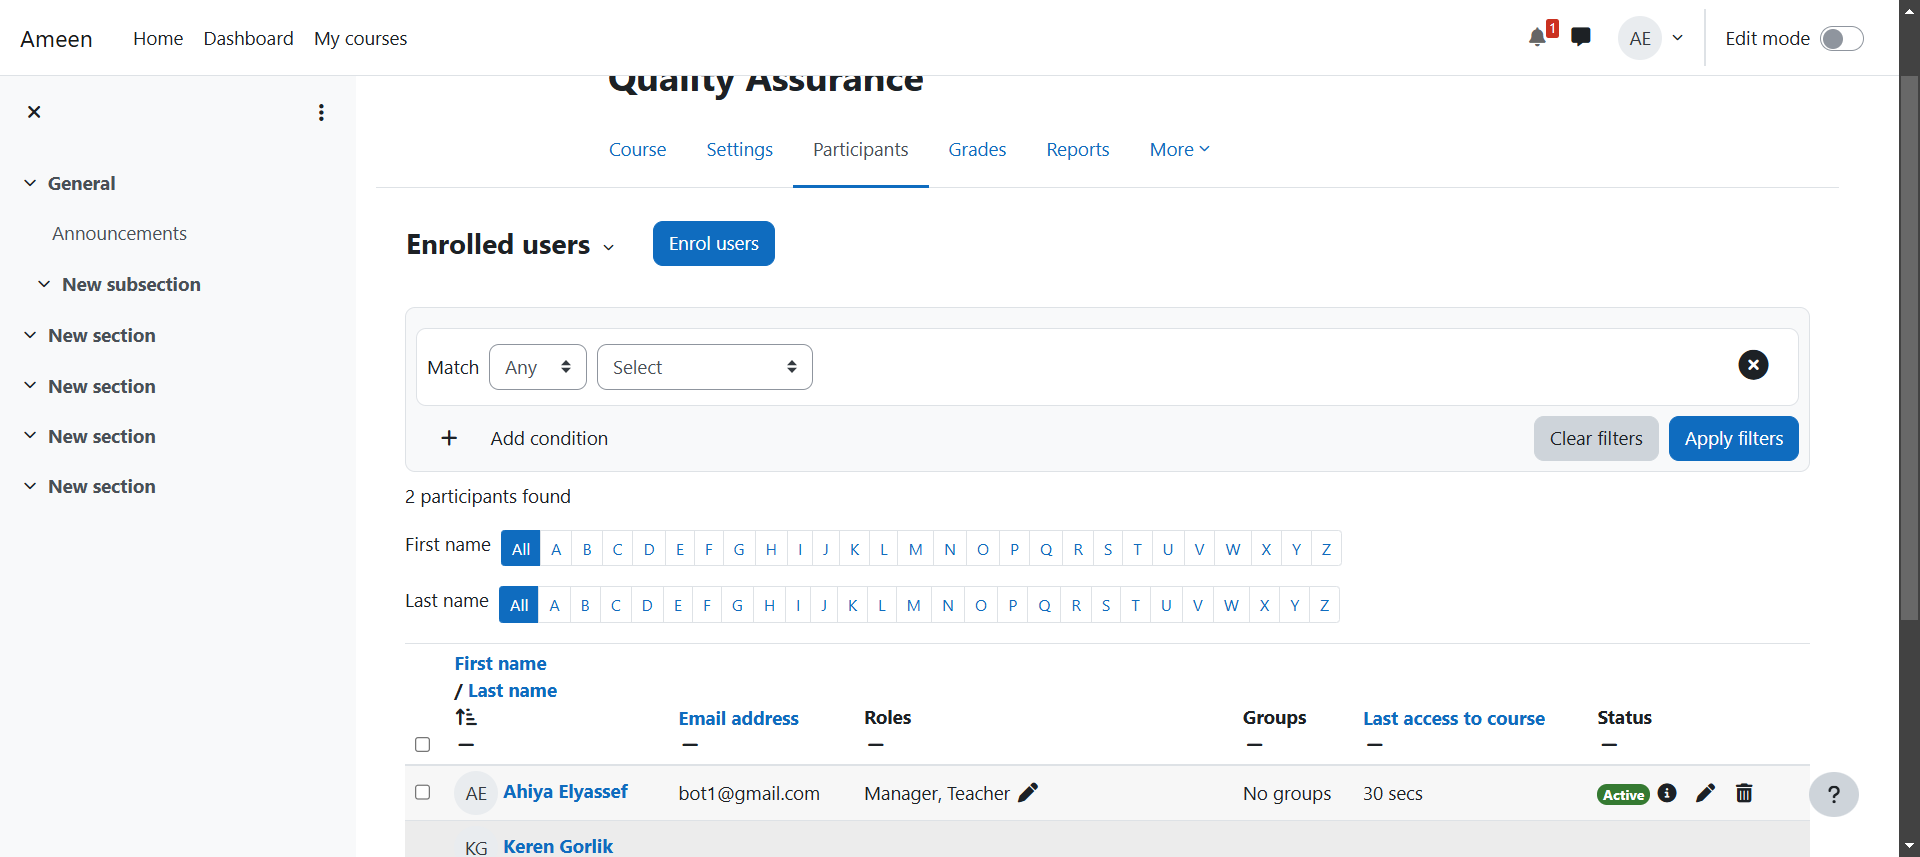 Ameen
Home
Dashboard
My courses
1
AE
Edit mode
Quality Assurance
Course
Settings
Participants
Grades
Reports
More
General
Announcements
New subsection
New section
New section
New section
New section
Enrolled users
Enrol users
Match
Any
Select
Add condition
Clear filters
Apply filters
2 participants found
First name All A B C D E F G H I J K L M N O P Q R S T U V W X Y Z
Last name All A B C D E F G H I J K L M N O P Q R S T U V W X Y Z
First name
/ Last name
Email address
Roles
Groups
Last access to course
Status
AE Ahiya Elyassef
bot1@gmail.com
Manager, Teacher
No groups
30 secs
Active
?
KG Keren Gorlik